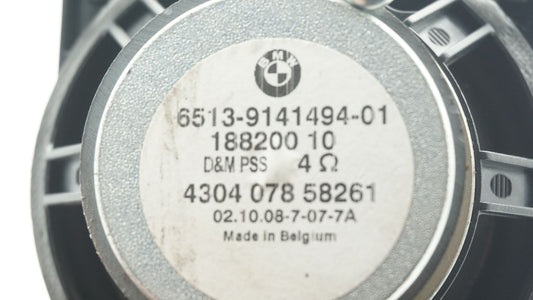 BMW
6513-9141494-01
188200 10
D&M PSS 4 Ω
4304 078 58261
02.10.08-7-07-7A
Made in Belgium